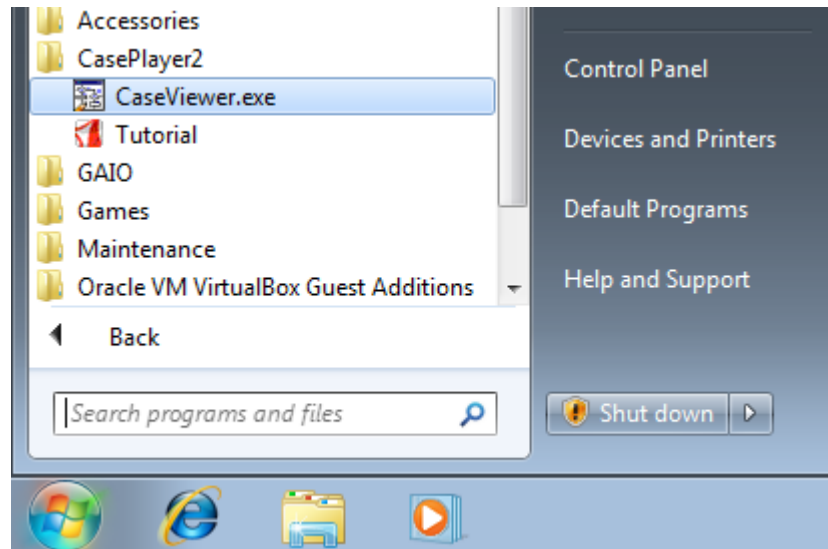 Accessories
CasePlayer2
CaseViewer.exe
Tutorial
GAIO
Games
Maintenance
Oracle VM VirtualBox Guest Additions
Back
Search programs and files
Control Panel
Devices and Printers
Default Programs
Help and Support
Shut down